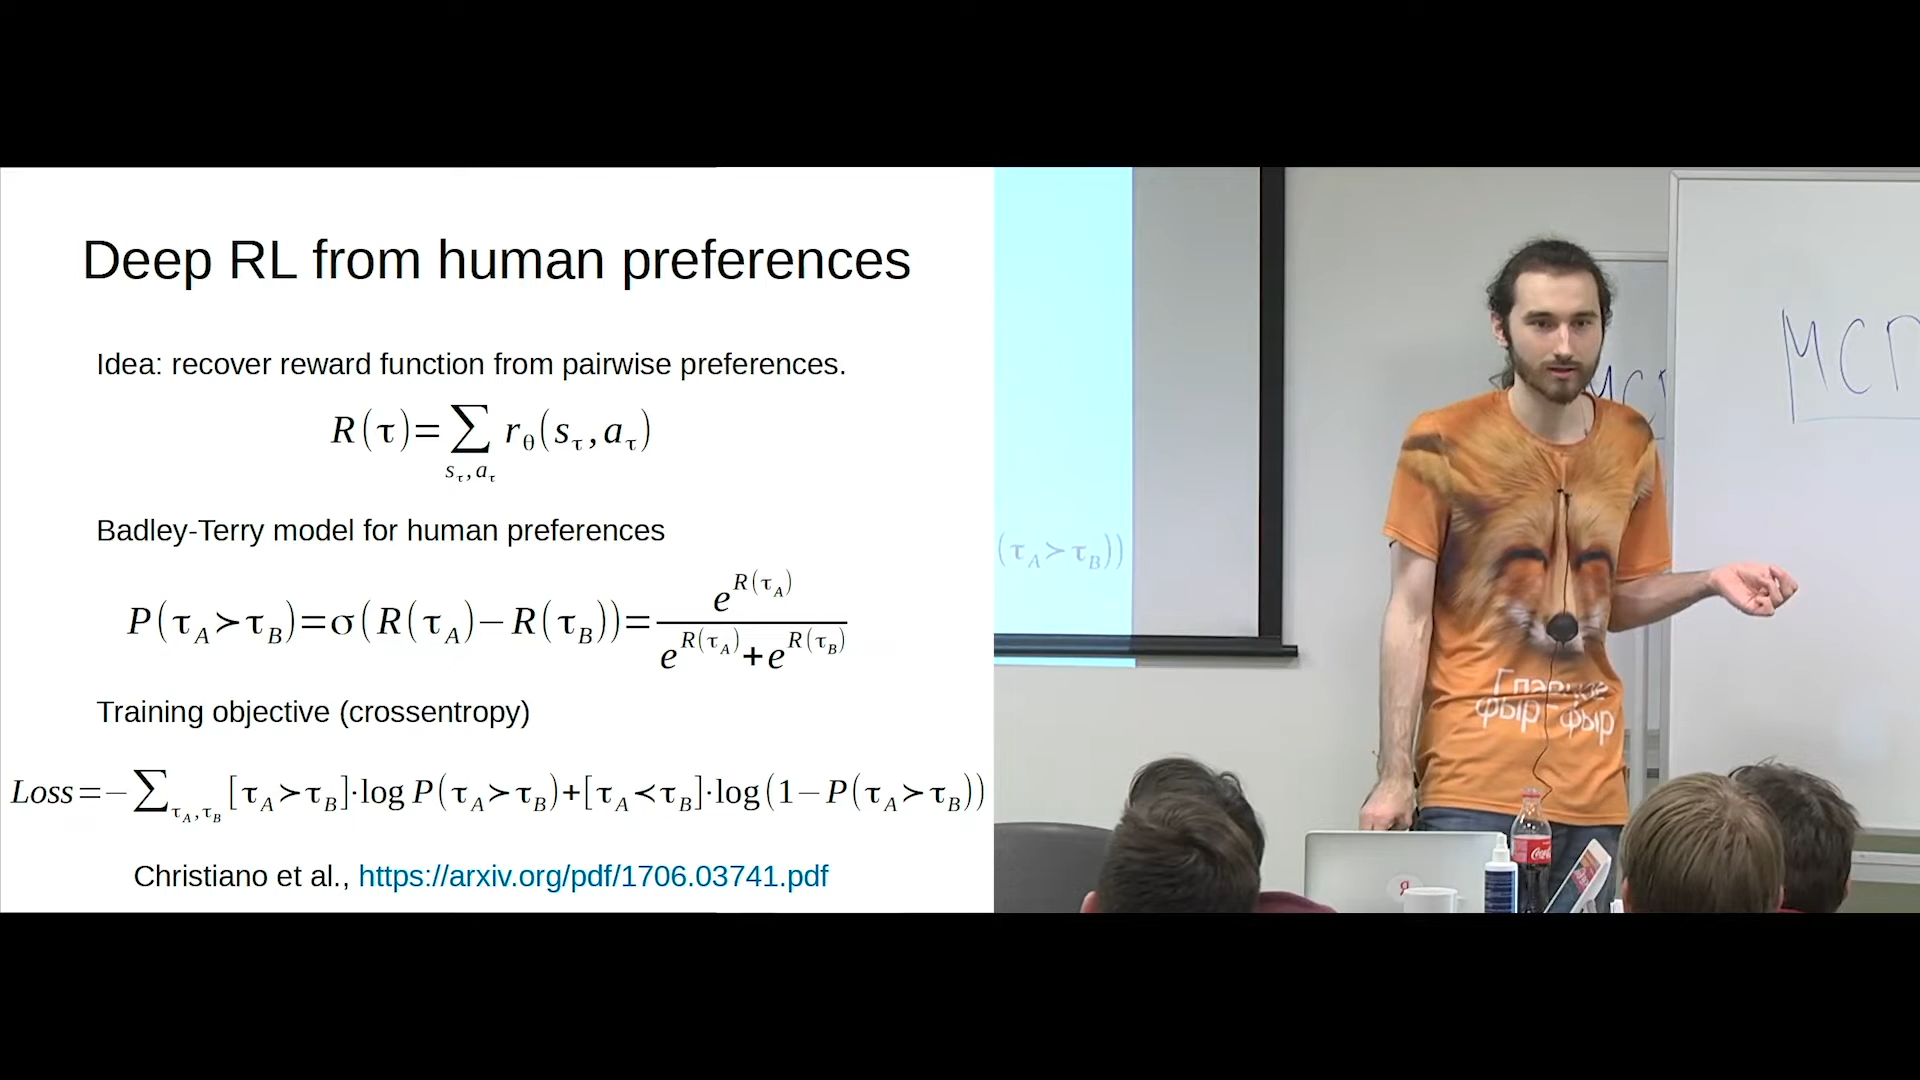 Deep RL from human preferences
Idea: recover reward function from pairwise preferences.
R(τ)=∑_{s_τ,a_τ} r_θ(s_τ,a_τ)
Badley-Terry model for human preferences
P(τ_A≻τ_B)=σ(R(τ_A)−R(τ_B))=e^{R(τ_A)}/(e^{R(τ_A)}+e^{R(τ_B)})
Training objective (crossentropy)
Loss=−∑_{τ_A,τ_B}[τ_A≻τ_B]·log P(τ_A≻τ_B)+[τ_A≺τ_B]·log(1−P(τ_A≻τ_B))
Christiano et al., https://arxiv.org/pdf/1706.03741.pdf
(τ_A≻τ_B))
МСП
Главное
фыр-фыр
Coca-Cola
Я